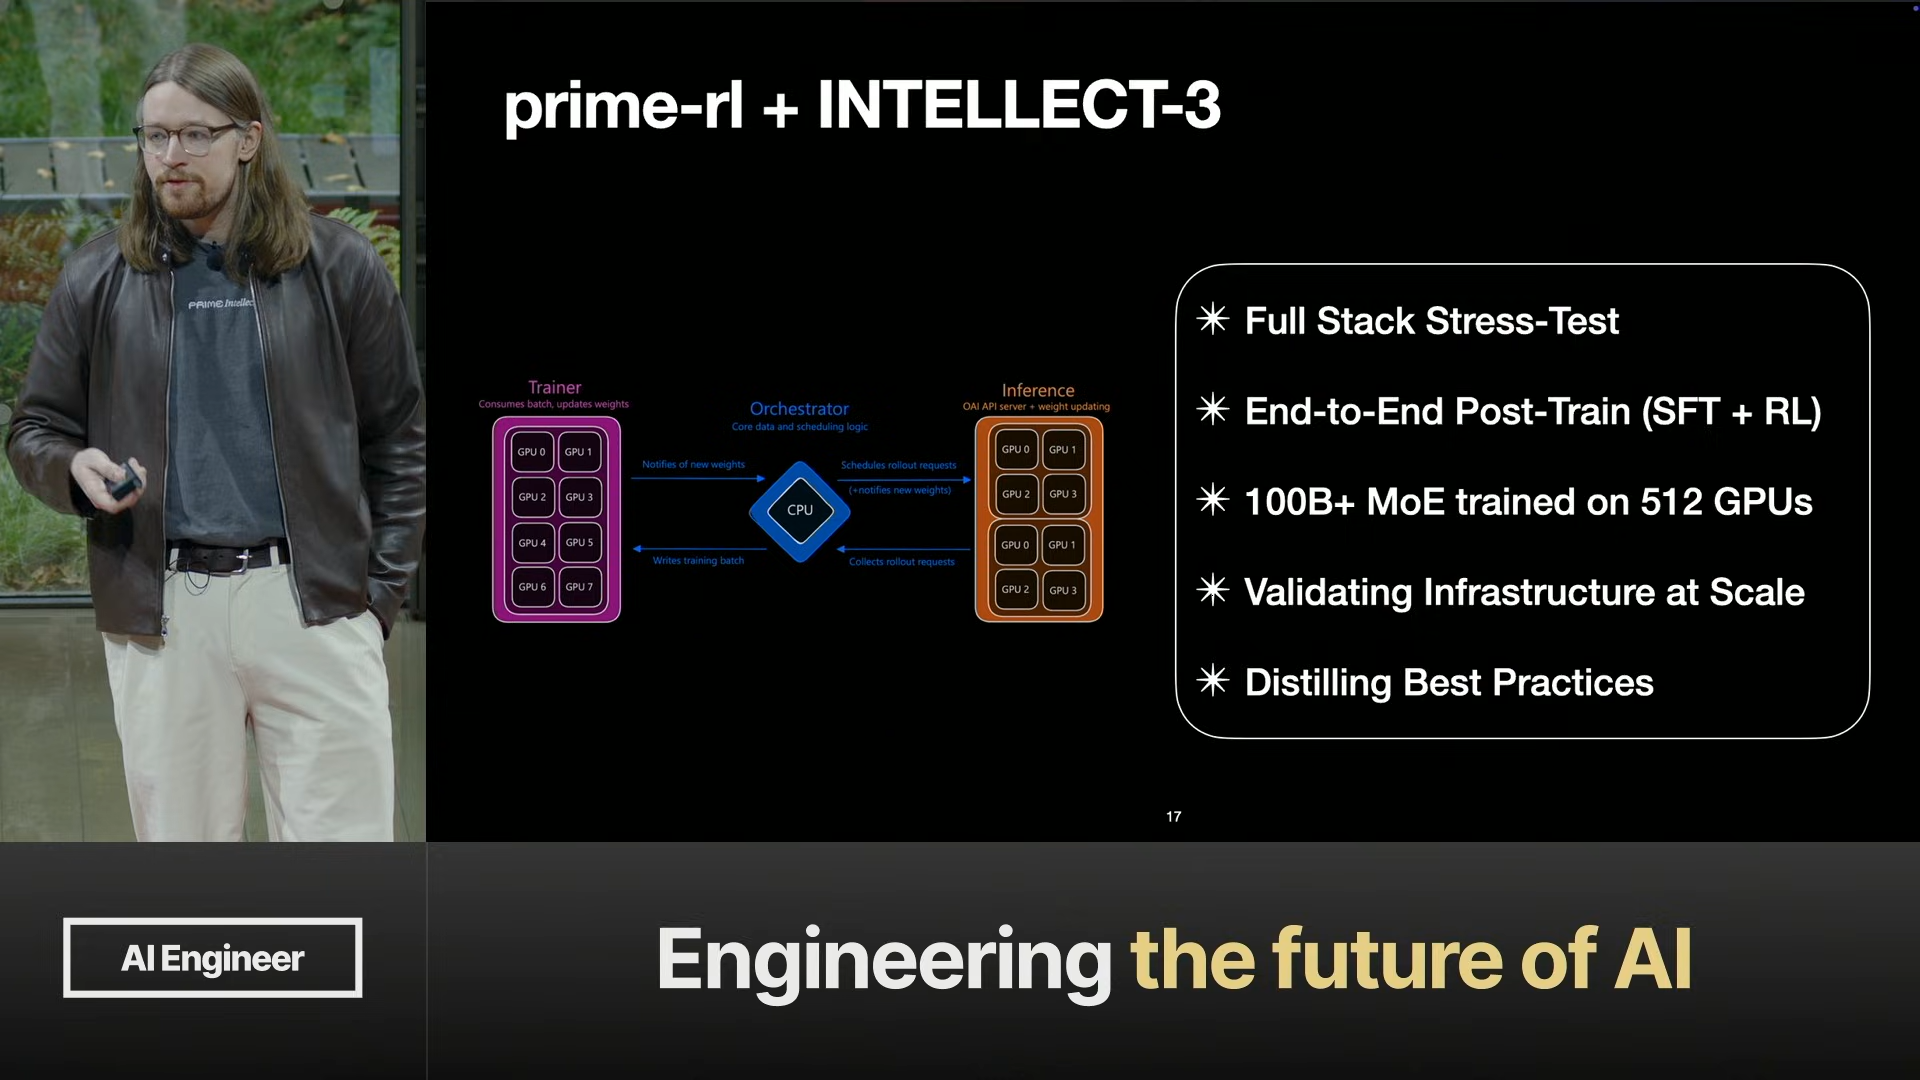 prime-rl + INTELLECT-3
Trainer
Consumes batch, updates weights
GPU 0 GPU 1
GPU 2 GPU 3
GPU 4 GPU 5
GPU 6 GPU 7
Orchestrator
Core data and scheduling logic
Notifies of new weights
Schedules rollout requests
(+notifies new weights)
CPU
Writes training batch
Collects rollout requests
Inference
OAI API server + weight updating
GPU 0 GPU 1
GPU 2 GPU 3
GPU 0 GPU 1
GPU 2 GPU 3
Full Stack Stress-Test
End-to-End Post-Train (SFT + RL)
100B+ MoE trained on 512 GPUs
Validating Infrastructure at Scale
Distilling Best Practices
17
PRIME Intellec
AI Engineer
Engineering the future of AI